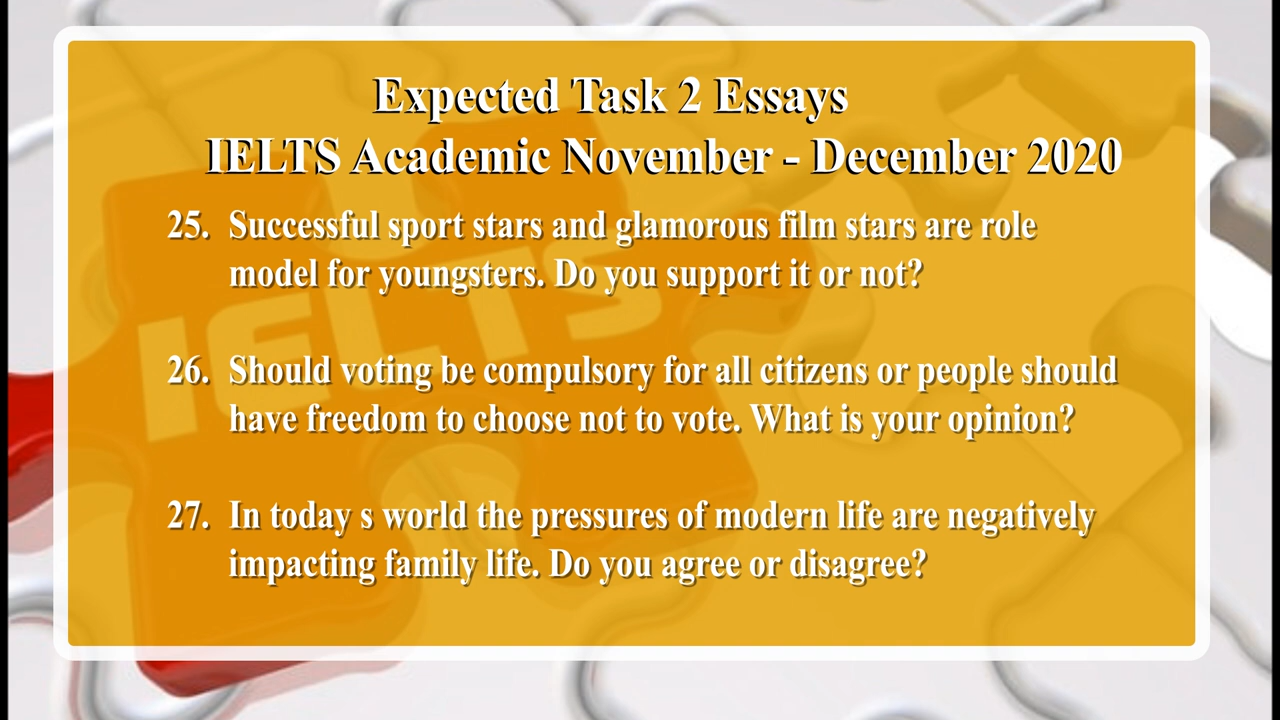 Expected Task 2 Essays
IELTS Academic November - December 2020
25. Successful sport stars and glamorous film stars are role
model for youngsters. Do you support it or not?
26. Should voting be compulsory for all citizens or people should
have freedom to choose not to vote. What is your opinion?
27. In today s world the pressures of modern life are negatively
impacting family life. Do you agree or disagree?
IELTS